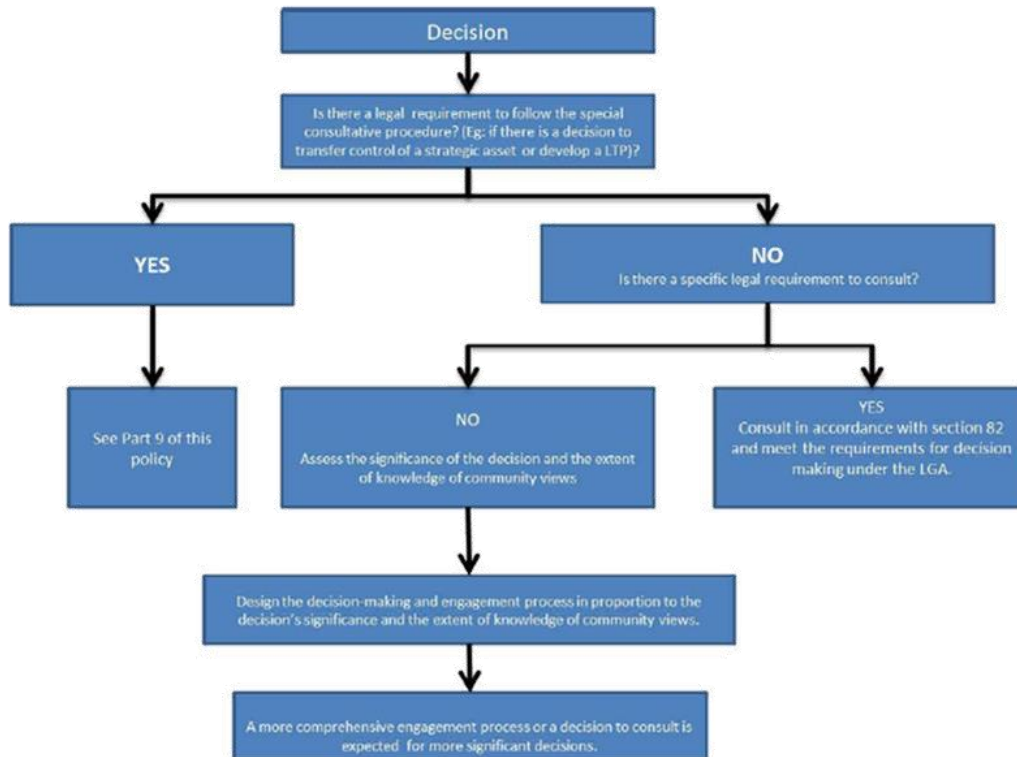 Decision
Is there a legal requirement to follow the special
consultative procedure? (Eg: if there is a decision to
transfer control of a strategic asset or develop a LTP)?
YES
NO
Is there a specific legal requirement to consult?
See Part 9 of this
policy
NO
Assess the significance of the decision and the extent
of knowledge of community views
YES
Consult in accordance with section 82
and meet the requirements for decision
making under the LGA.
Design the decision-making and engagement process in proportion to the
decision's significance and the extent of knowledge of community views.
A more comprehensive engagement process or a decision to consult is
expected for more significant decisions.